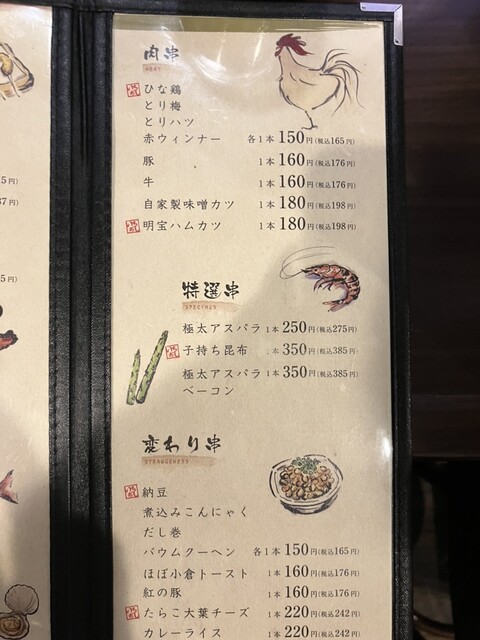 5円)
37円)
5円)
肉串
MEAT
ひな鶏
とり梅
とりハツ
赤ウィンナー 各1本 150円(税込165円)
豚 1本 160円(税込176円)
牛 1本 160円(税込176円)
自家製味噌カツ 1本 180円(税込198円)
明宝ハムカツ 1本 180円(税込198円)
特選串
極太アスパラ 1本 250円(税込275円)
子持ち昆布 1本 350円(税込385円)
極太アスパラ 1本 350円(税込385円)
ベーコン
変わり串
STRANGENESS
納豆
煮込みこんにゃく
だし巻
バウムクーヘン 各1本 150円(税込165円)
ほぼ小倉トースト 1本 160円(税込176円)
紅の豚 1本 160円(税込176円)
たらこ大葉チーズ 1本 220円(税込242円)
カレーライス 1本 220円(税込242円)